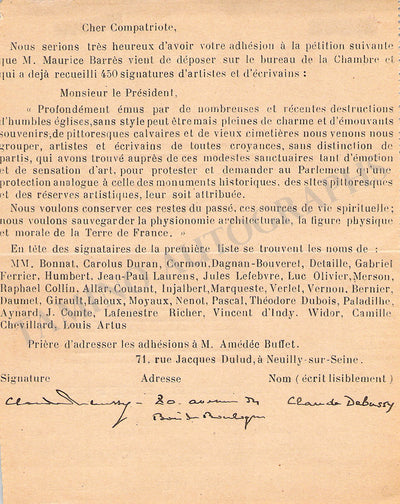 Cher Compatriote,
Nous serions très heureux d'avoir votre adhésion à la pétition suivante
que M. Maurice Barrès vient de déposer sur le bureau de la Chambre et
qui a dejà recueilli 450 signatures d'artistes et d'écrivains :
Monsieur le Président,
« Profondément émus par de nombreuses et récentes destructions
d'humbles églises, sans style peut être mais pleines de charme et d'émouvants
souvenirs, de pittoresques calvaires et de vieux cimetières nous venons nous
grouper, artistes et écrivains de toutes croyances, sans distinction de
partis, qui avons trouvé auprès de ces modestes sanctuaires tant d'émotion
et de sensation d'art, pour protester et demander au Parlement qu'une
protection analogue à celle des monuments historiques, des sites pittoresques
et des réserves artistiques, leur soit attribuée.
Nous voulons conserver ces restes du passé, ces sources de vie spirituelle;
nous voulons sauvegarder la physionomie architecturale, la figure physique
et morale de la Terre de France. »
En tête des signataires de la première liste se trouvent les noms de :
MM. Bonnat, Carolus Duran, Cormon, Dagnan-Bouveret, Detaille, Gabriel
Ferrier, Humbert, Jean-Paul Laurens, Jules Lefebvre, Luc Olivier, Merson,
Raphael Collin, Allar, Coutant, Injalbert, Marqueste, Verlet, Vernon, Bernier,
Daumet, Girault, Laloux, Moyaux, Nenot, Pascal, Théodore Dubois, Paladilhe,
Aynard, J. Comte, Lafenestre Richer, Vincent d'Indy, Widor, Camille
Chevillard, Louis Artus
Prière d'adresser les adhésions à M. Amédée Buffet.
71, rue Jacques Dulud, à Neuilly-sur-Seine.
Signature Adresse Nom (écrit lisiblement)
Claude Debussy – 80. avenue du Claude Debussy
Bois de Boulogne